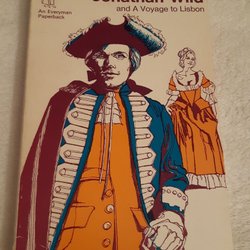 Jonathan Wild
and A Voyage to Lisbon
An Everyman
Paperback